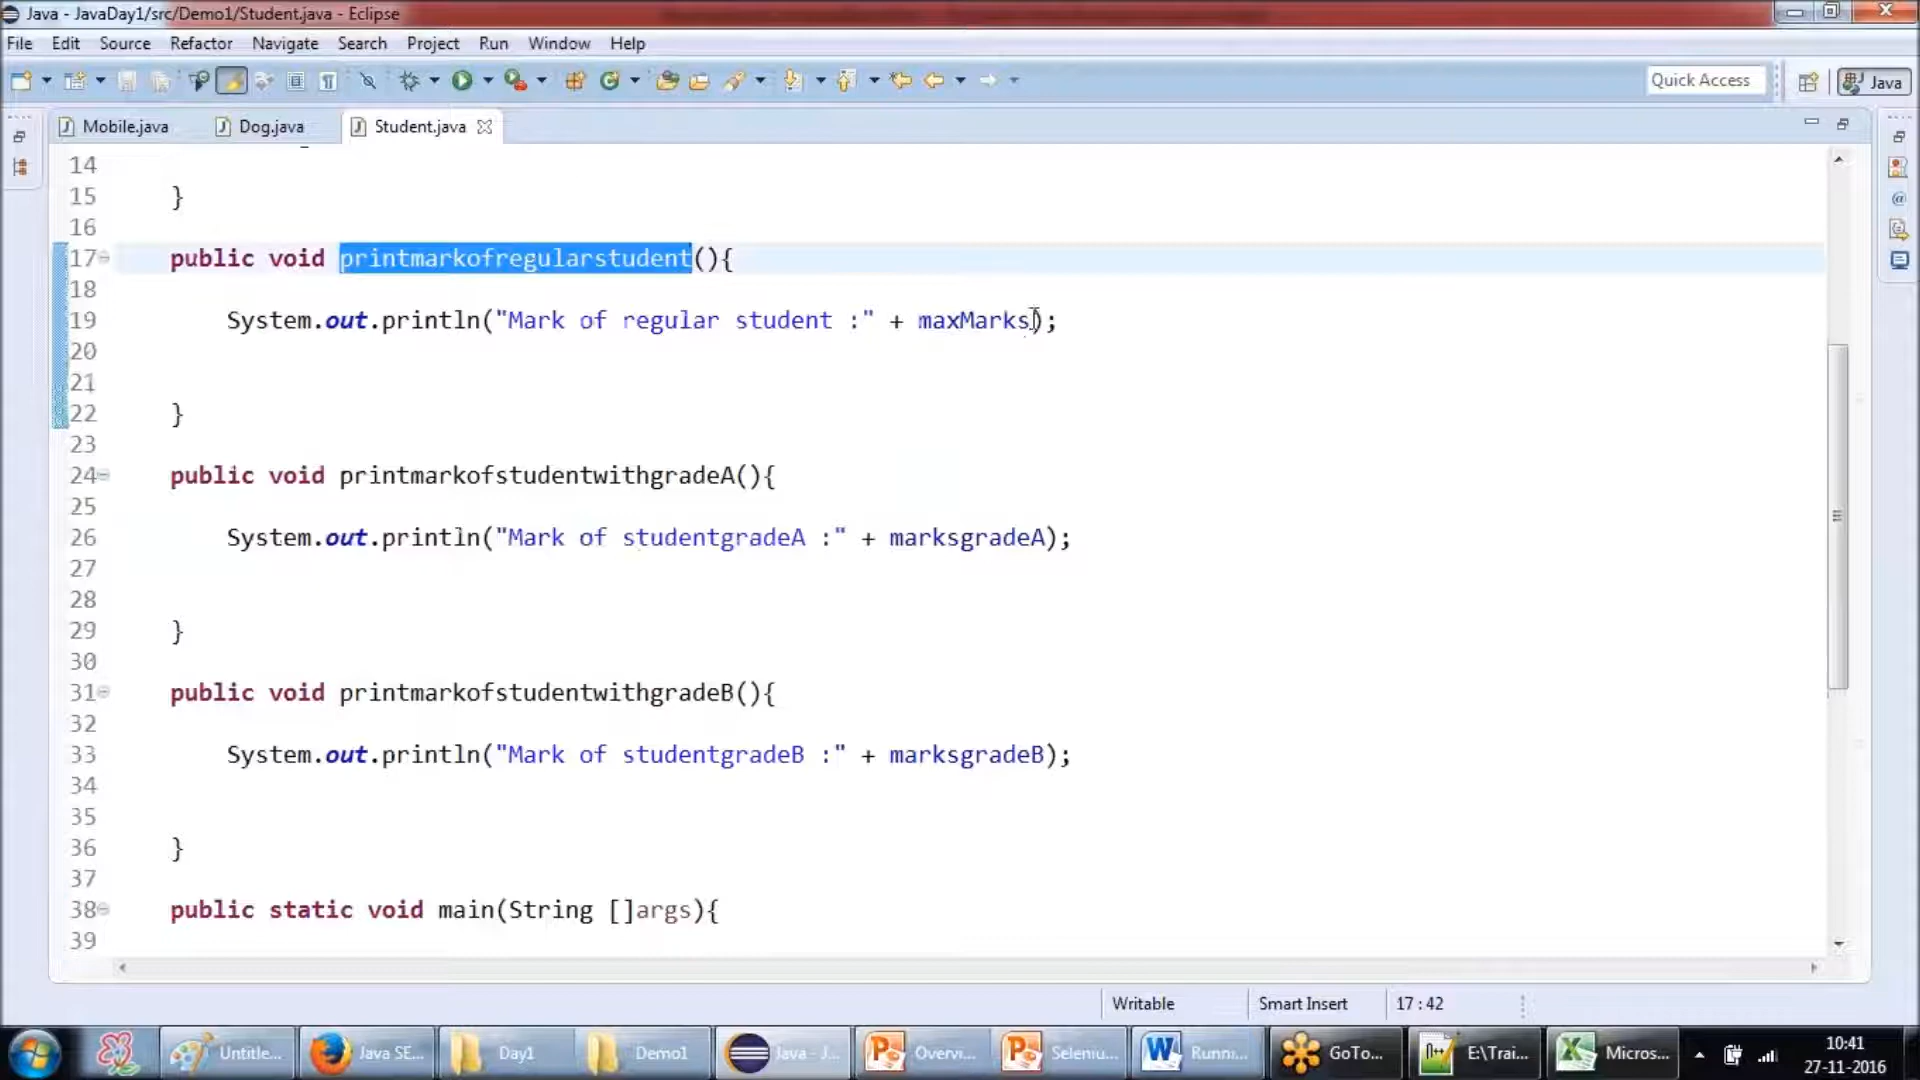 Java - JavaDay1/src/Demo1/Student.java - Eclipse
File Edit Source Refactor Navigate Search Project Run Window Help
Quick Access Java
Mobile.java Dog.java Student.java
14
15 }
16
17 public void printmarkofregularstudent(){
18
19 System.out.println("Mark of regular student :" + maxMarks);
20
21
22 }
23
24 public void printmarkofstudentwithgradeA(){
25
26 System.out.println("Mark of studentgradeA :" + marksgradeA);
27
28
29 }
30
31 public void printmarkofstudentwithgradeB(){
32
33 System.out.println("Mark of studentgradeB :" + marksgradeB);
34
35
36 }
37
38 public static void main(String []args){
39
Writable Smart Insert 17 : 42
Untitle... Java SE... Day1 Demo1 Java - J... Overvi... Seleniu... Runni... GoTo... E:\Trai... Micros... 10:41
27-11-2016